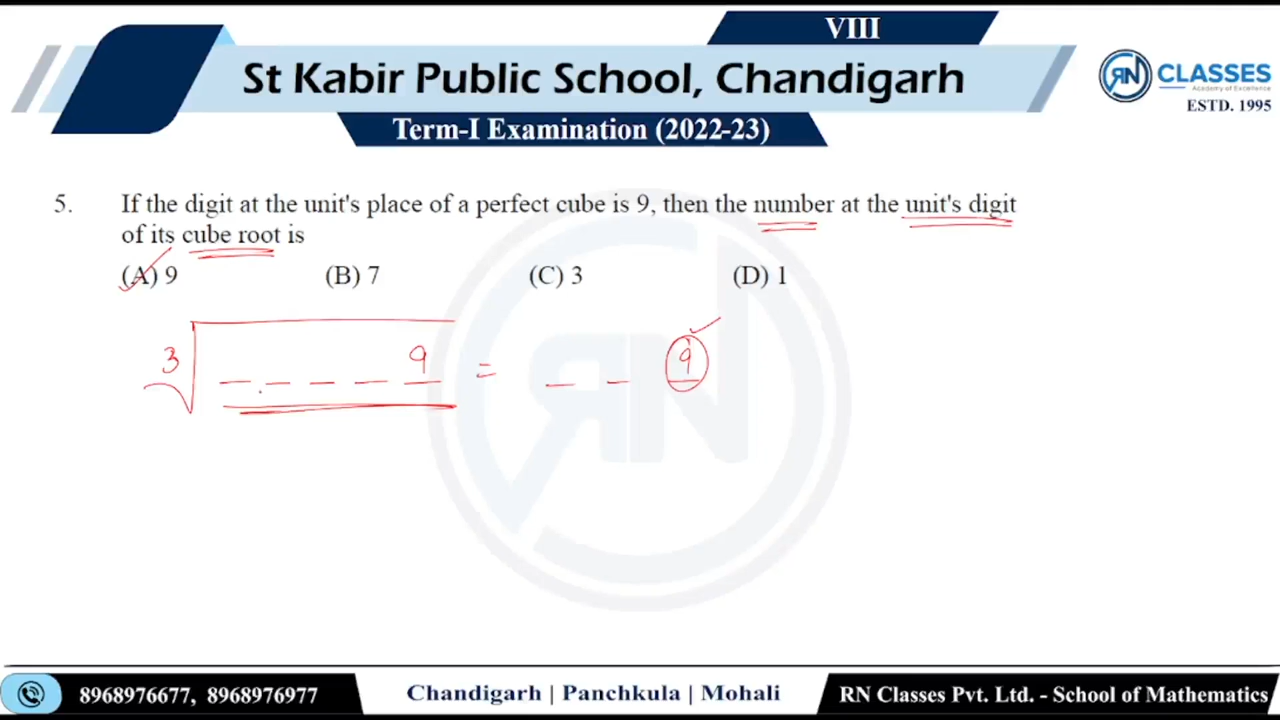 VIII
St Kabir Public School, Chandigarh
RN CLASSES
Academy of Excellence
ESTD. 1995
Term-I Examination (2022-23)
5. If the digit at the unit's place of a perfect cube is 9, then the number at the unit's digit
of its cube root is
(A) 9 (B) 7 (C) 3 (D) 1
3 9 = 9
RN
8968976677, 8968976977 Chandigarh | Panchkula | Mohali RN Classes Pvt. Ltd. - School of Mathematics